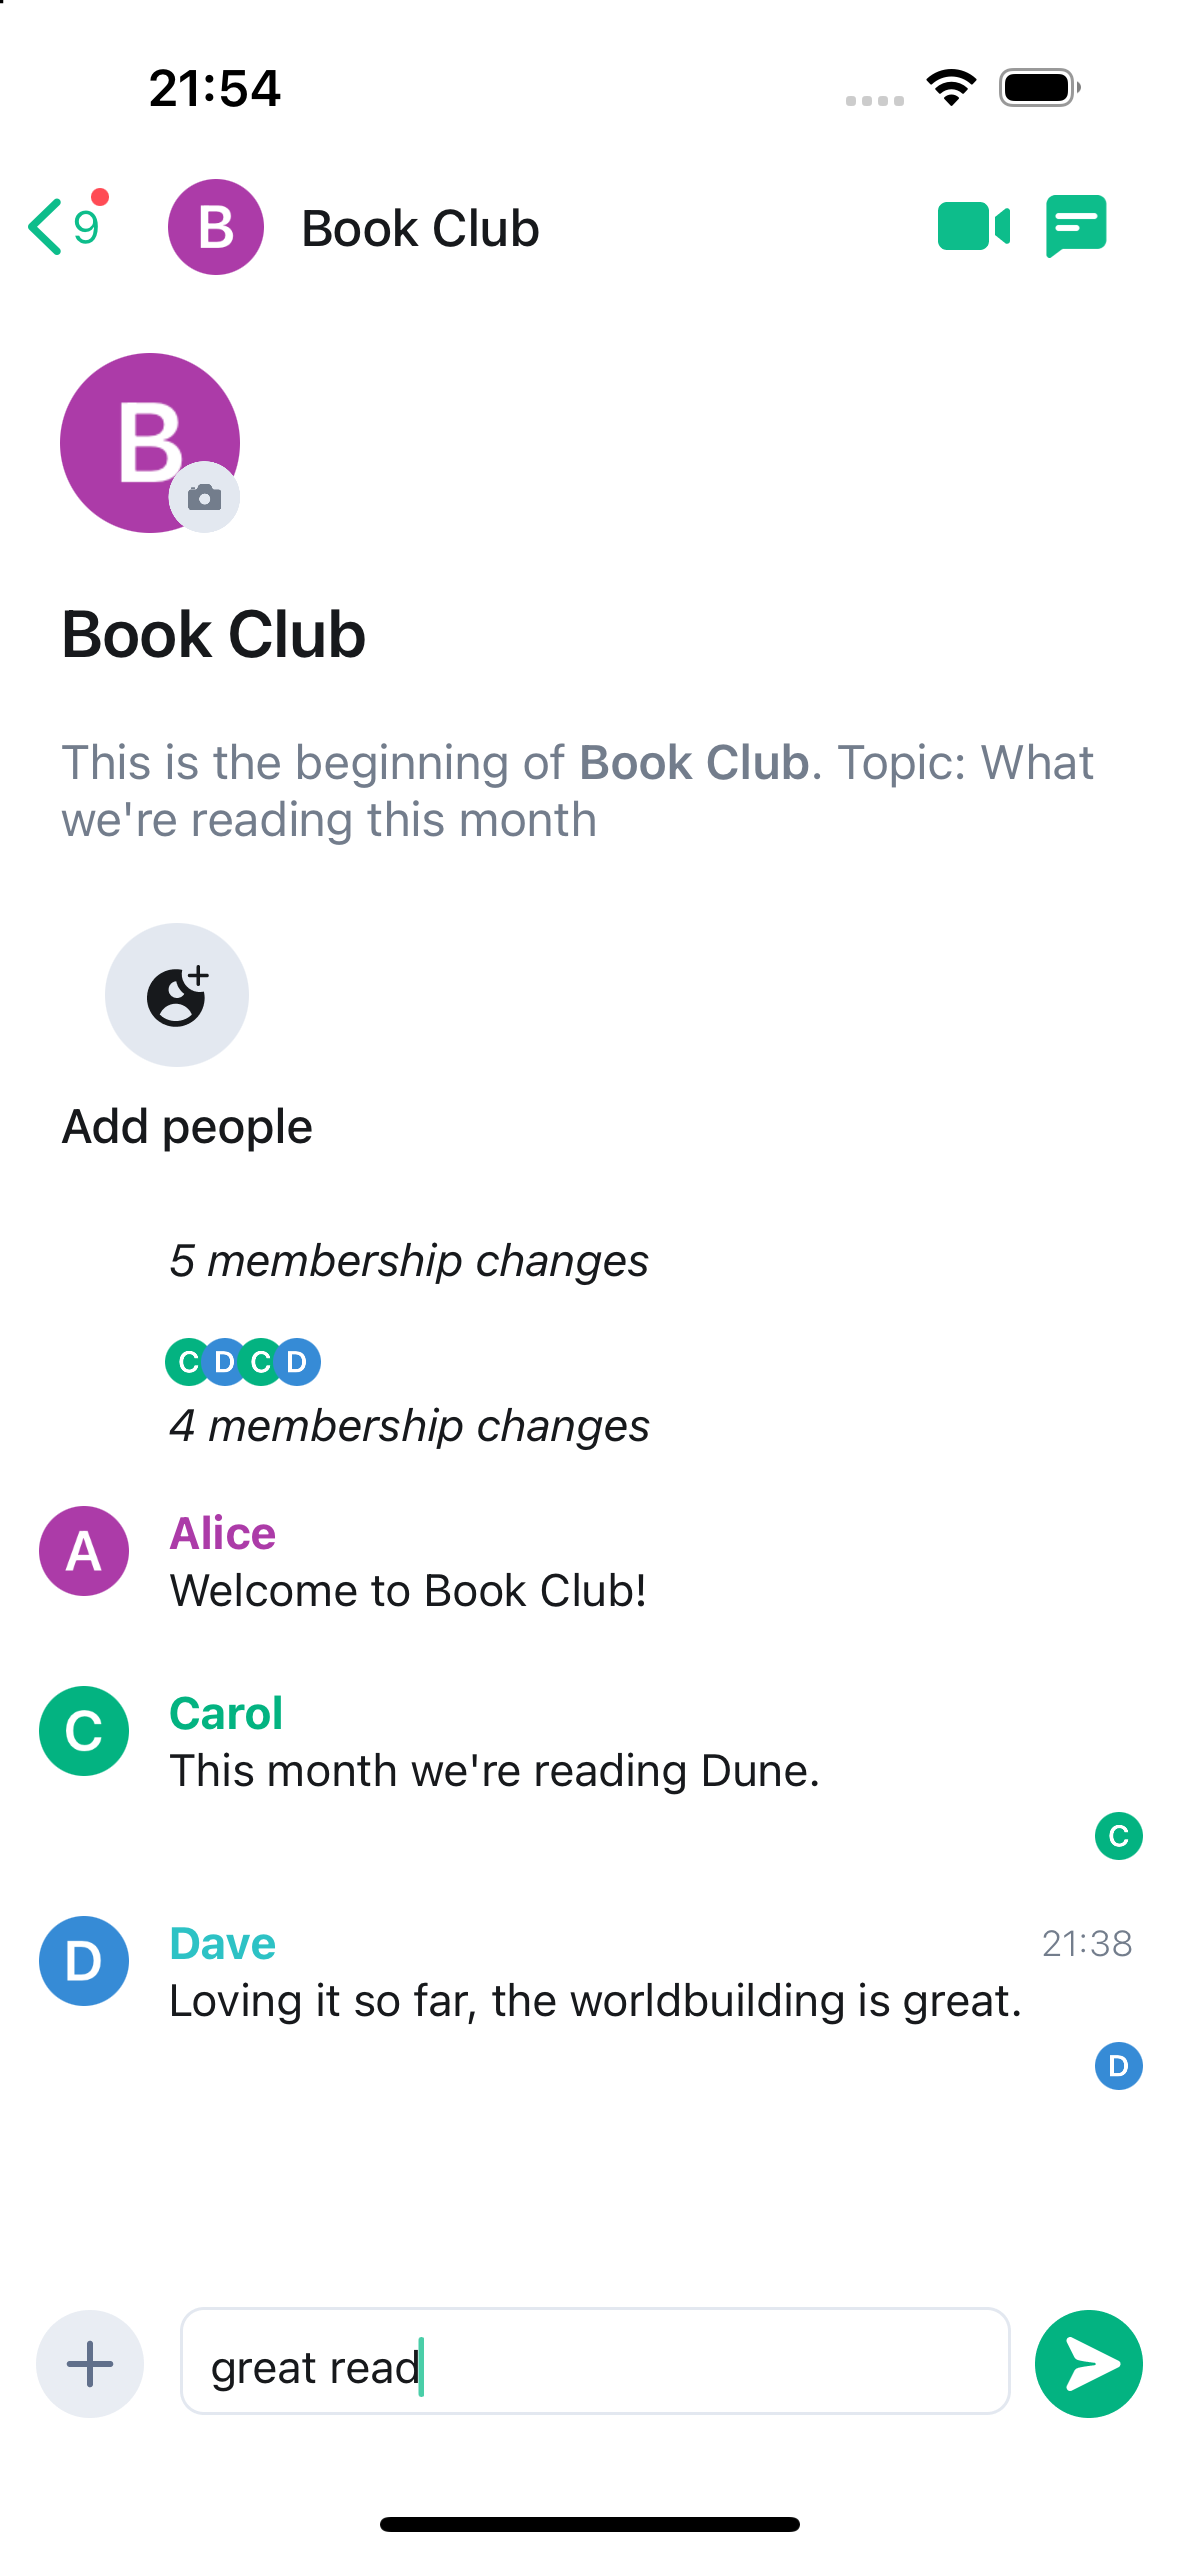 21:54
9
B
Book Club
B
Book Club
This is the beginning of Book Club. Topic: What
we're reading this month
Add people
5 membership changes
C D C D
4 membership changes
A
Alice
Welcome to Book Club!
C
Carol
This month we're reading Dune.
C
D
Dave
21:38
Loving it so far, the worldbuilding is great.
D
great read